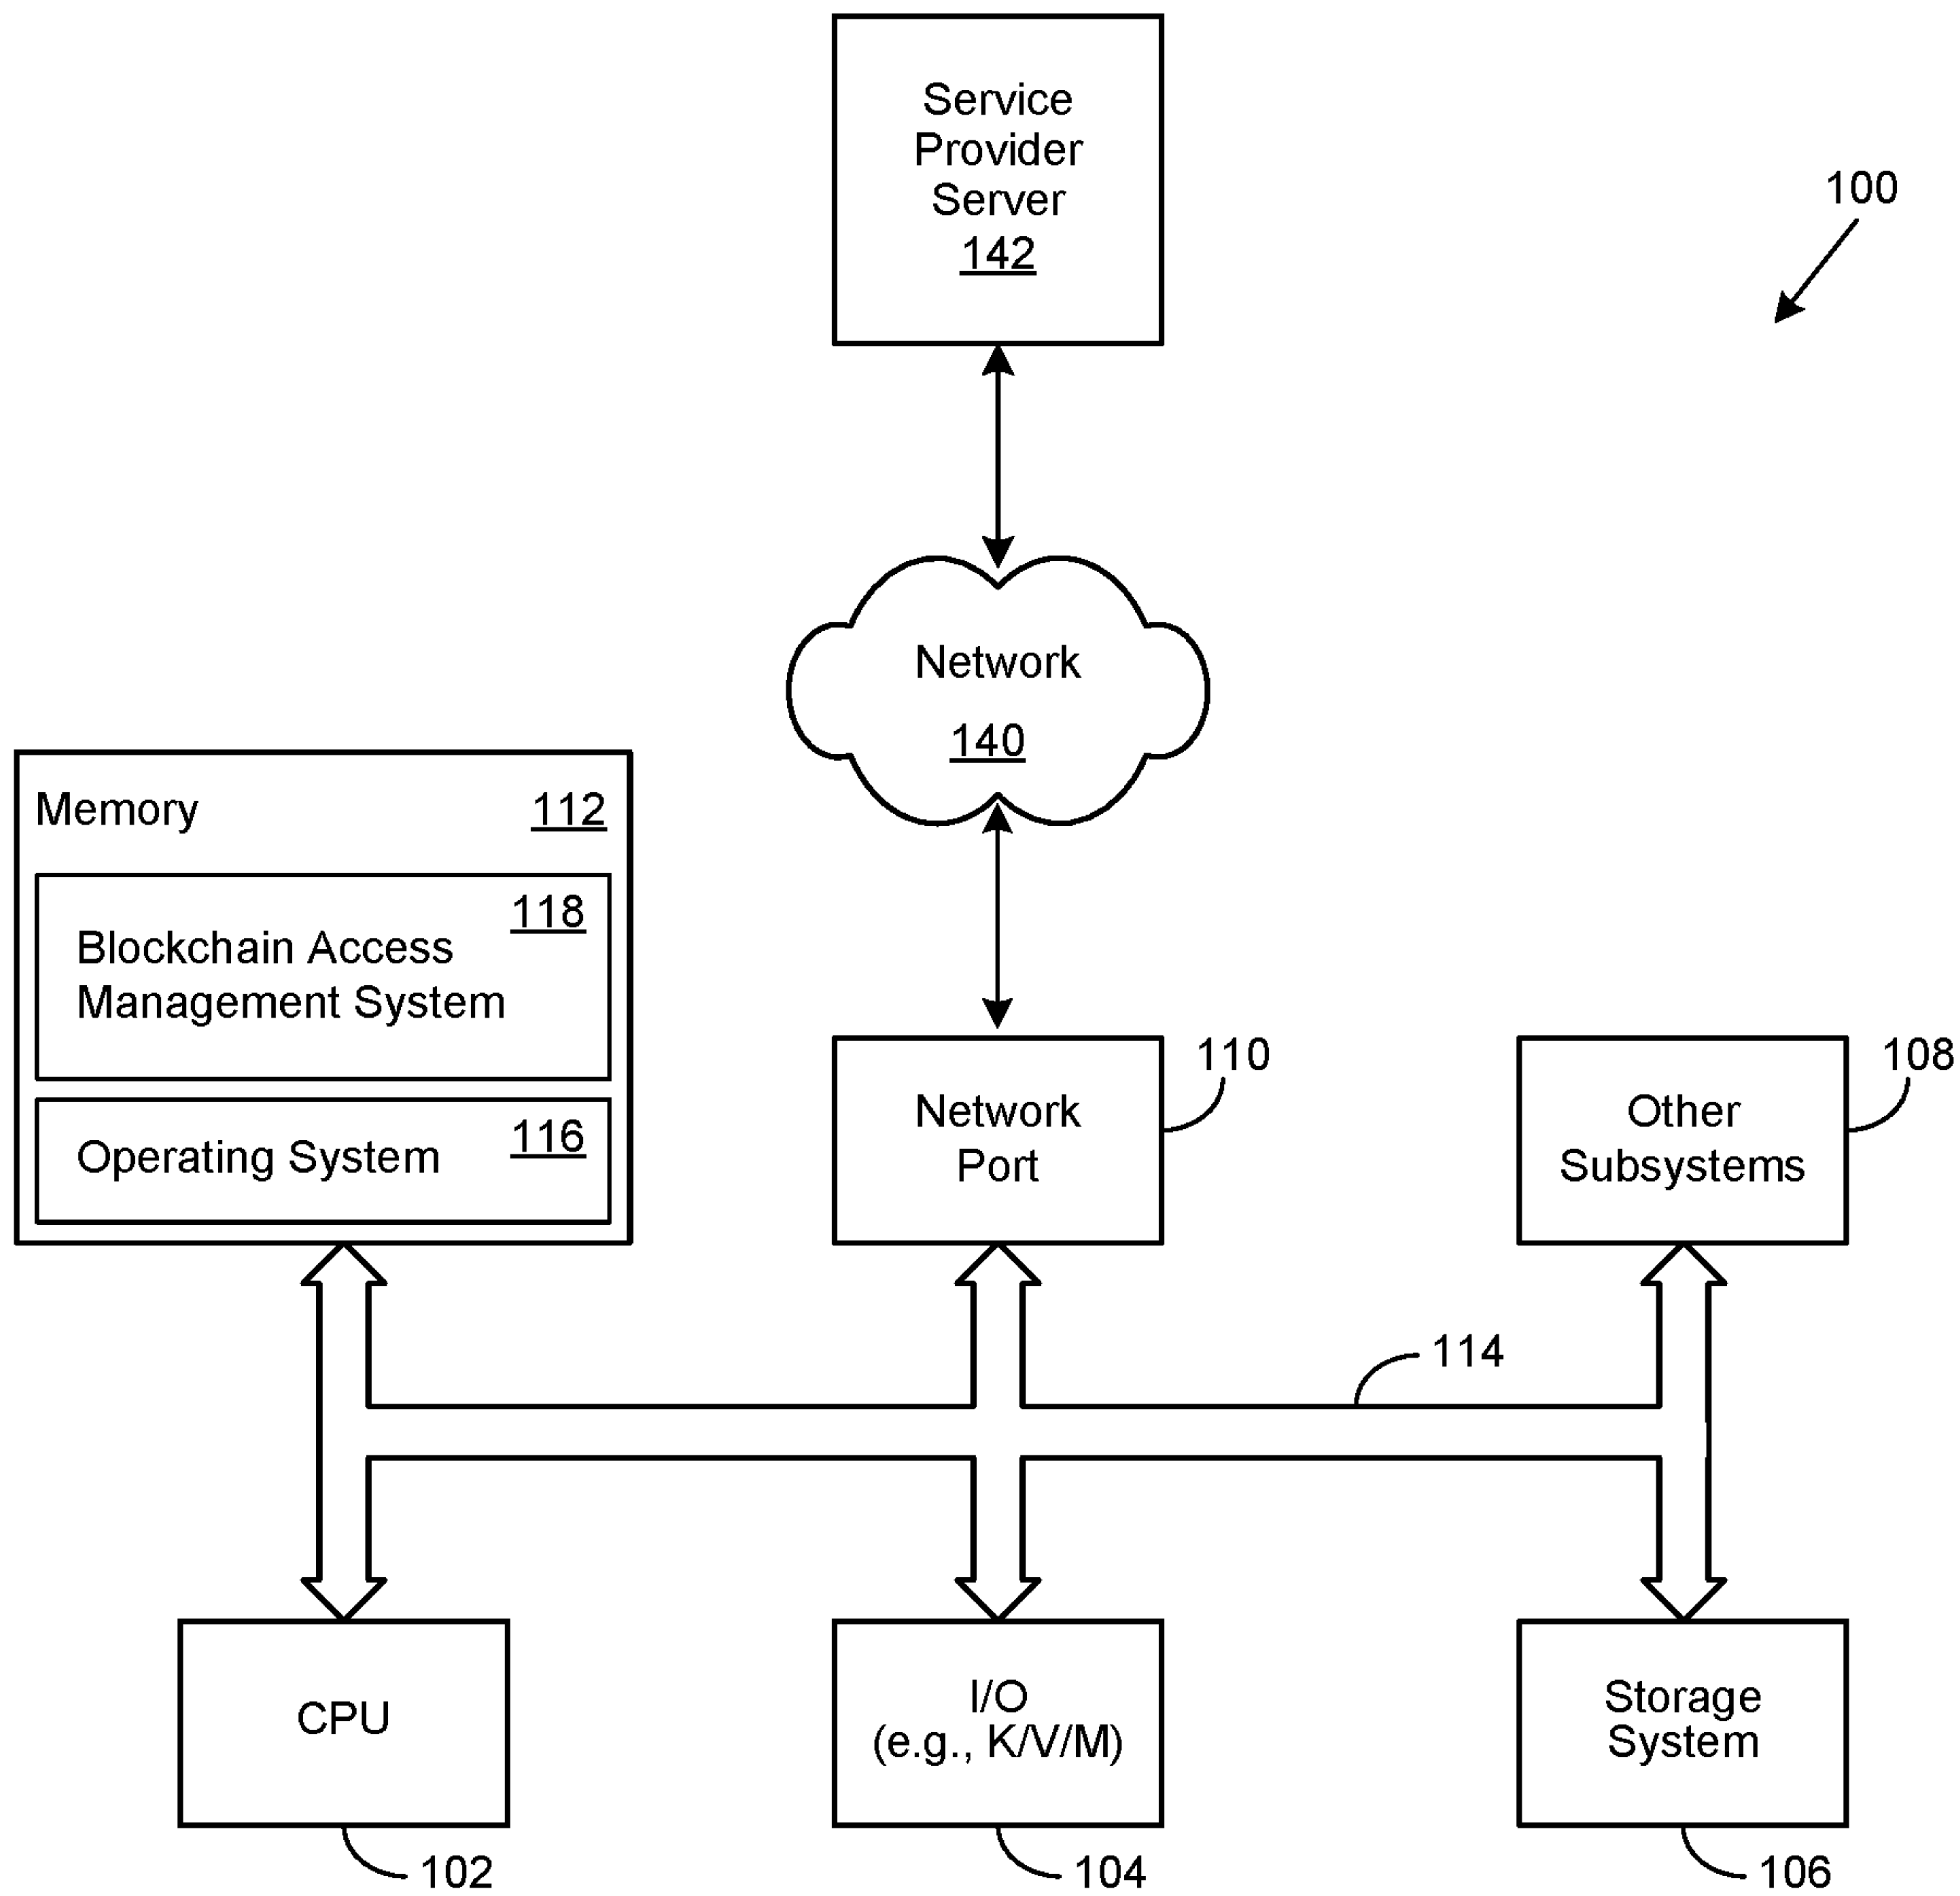 Service
Provider
Server
142
100
Network
140
Memory 112
118
Blockchain Access
Management System
116
Operating System
Network
Port
110
Other
Subsystems
108
114
CPU
102
I/O
(e.g., K/V/M)
104
Storage
System
106